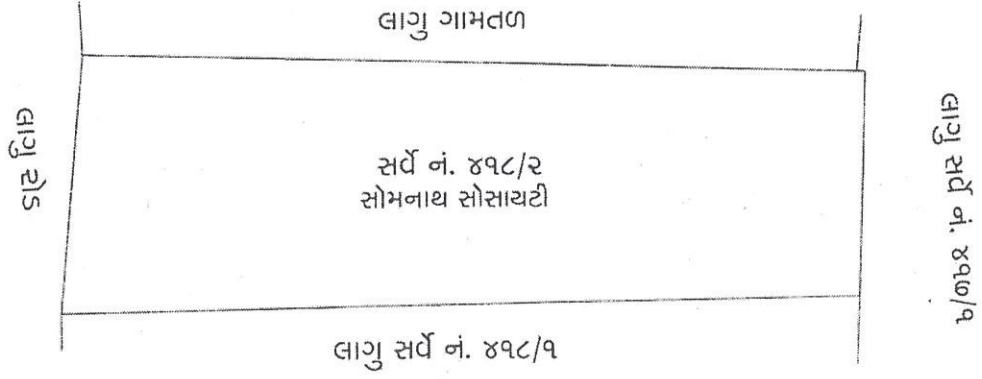 લાગુ ગામતળ
લાગુ રોડ
સર્વે નં. ૪૧૮/૨
સોમનાથ સોસાયટી
લાગુ સર્વે નં. ૪૧૭/૧
લાગુ સર્વે નં. ૪૧૮/૧